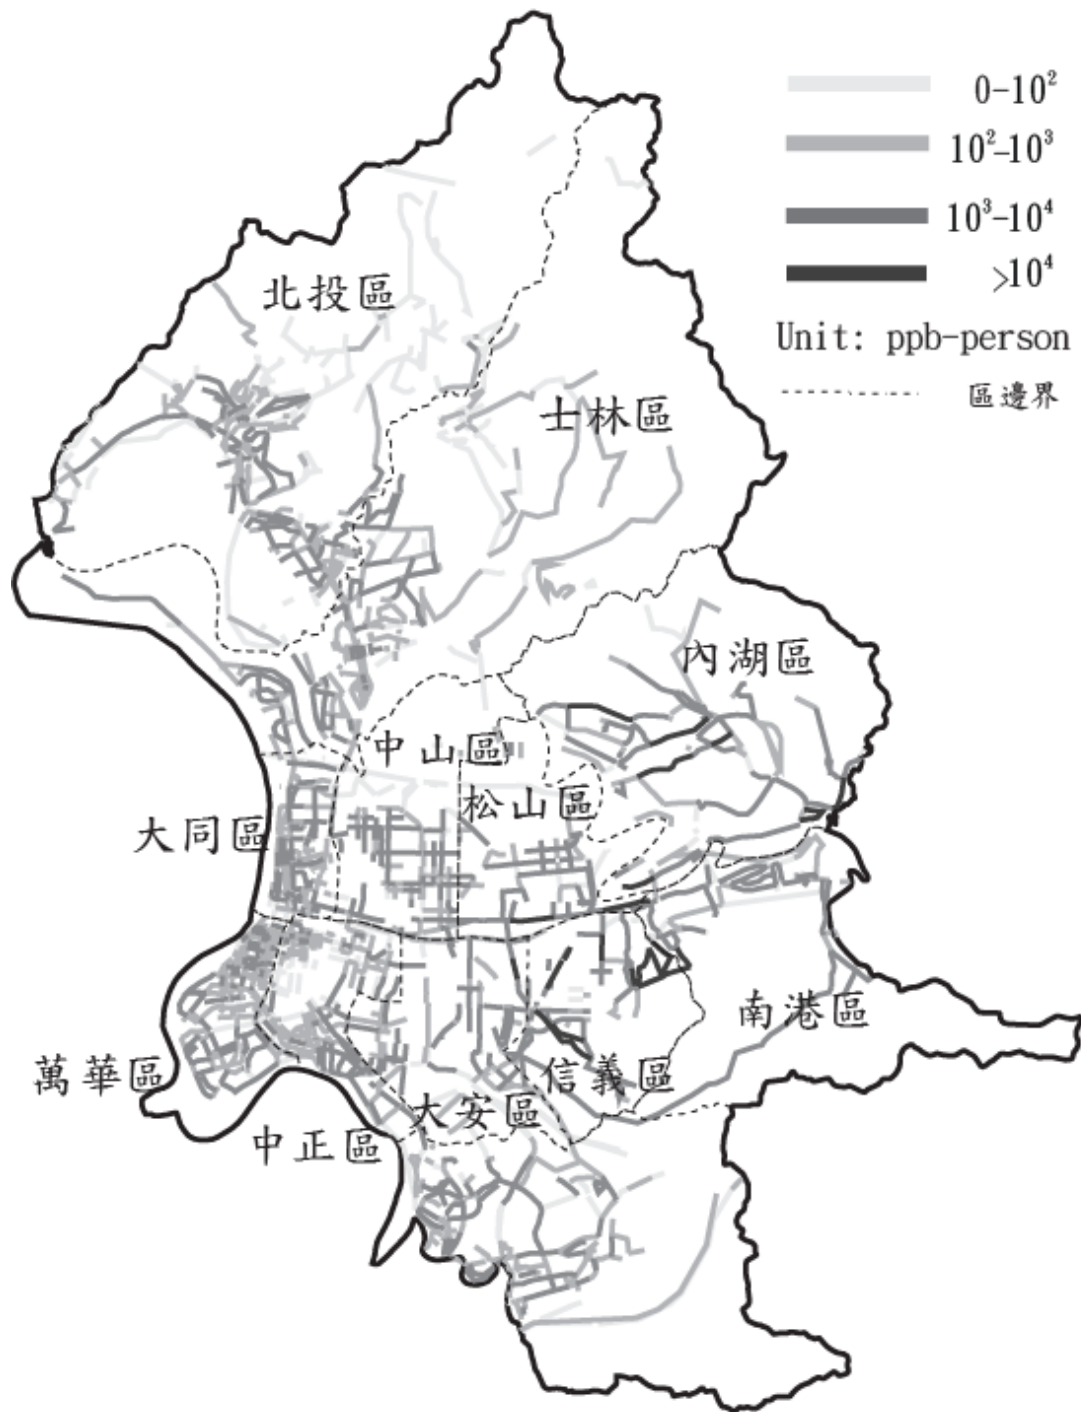 0-10²
10²-10³
10³-10⁴
>10⁴
Unit: ppb-person
區邊界
北投區
士林區
內湖區
中山區
松山區
大同區
南港區
萬華區
信義區
大安區
中正區